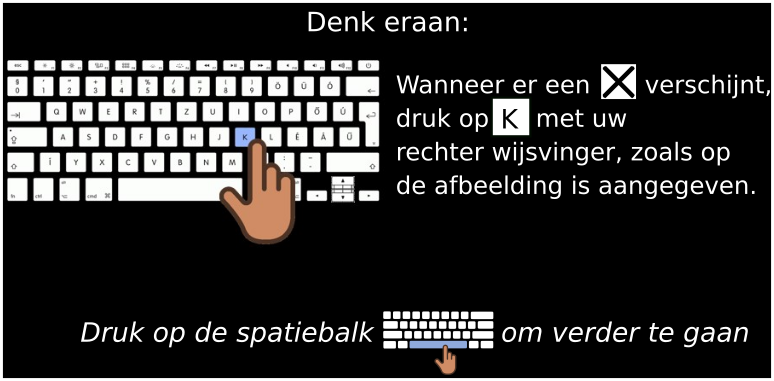 Denk eraan:
Wanneer er een X verschijnt,
druk op K met uw
rechter wijsvinger, zoals op
de afbeelding is aangegeven.
Q W E R T Z U I O P Ő Ú
A S D F G H J K L É Á Ű
Í Y X C V B N M
Druk op de spatiebalk om verder te gaan